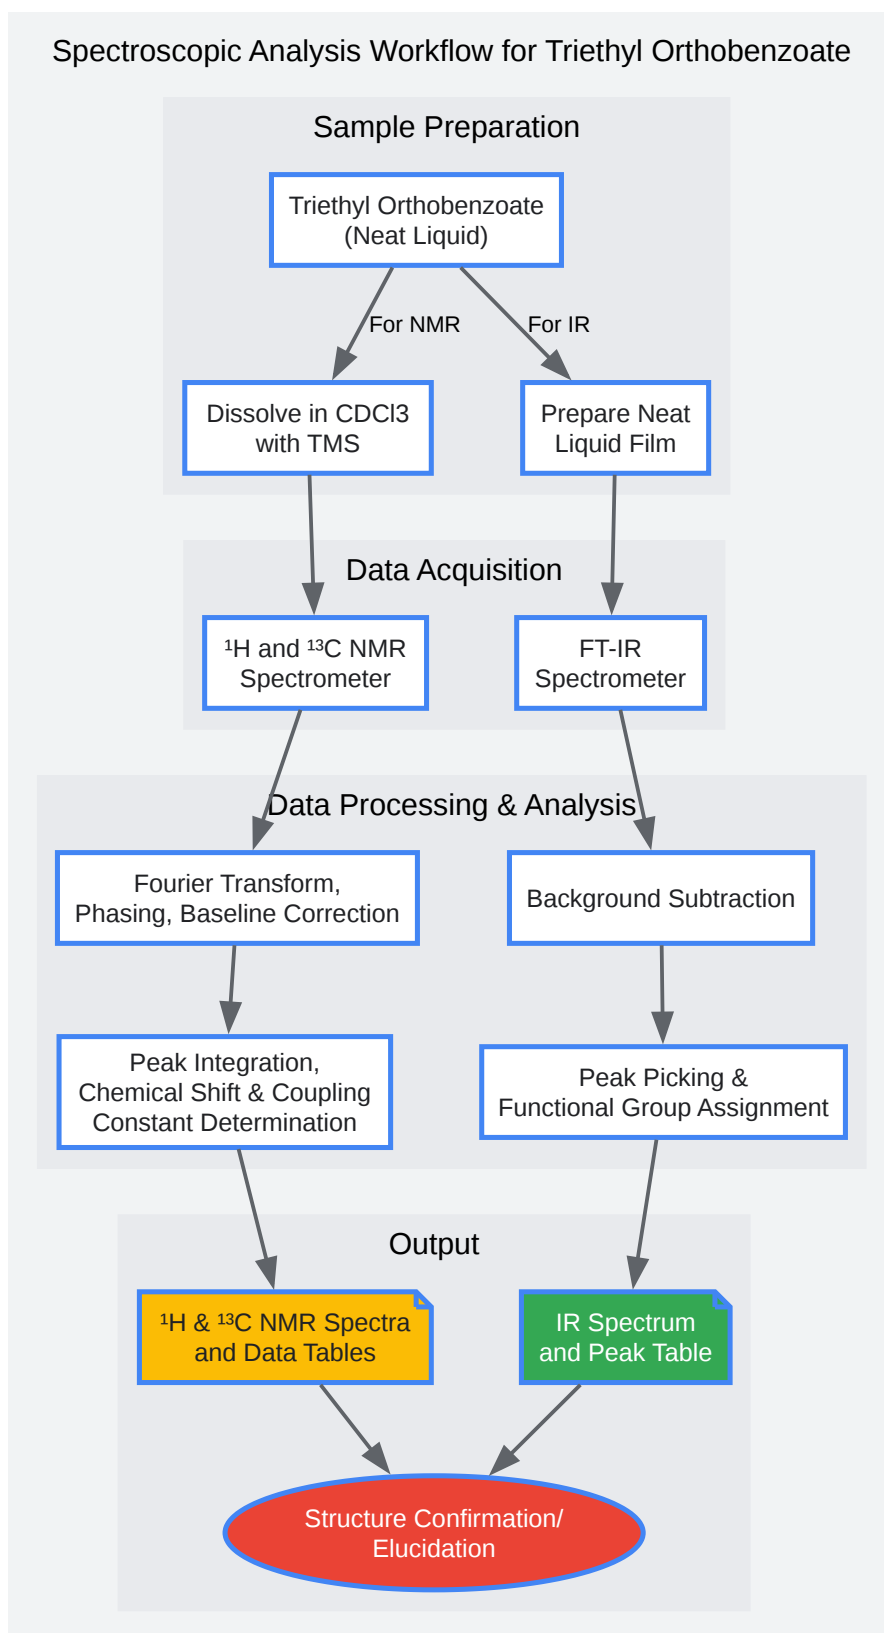 Spectroscopic Analysis Workflow for Triethyl Orthobenzoate
Sample Preparation
Triethyl Orthobenzoate
(Neat Liquid)
For NMR
For IR
Dissolve in CDCl3
with TMS
Prepare Neat
Liquid Film
Data Acquisition
¹H and ¹³C NMR
Spectrometer
FT-IR
Spectrometer
Data Processing & Analysis
Fourier Transform,
Phasing, Baseline Correction
Background Subtraction
Peak Integration,
Chemical Shift & Coupling
Constant Determination
Peak Picking &
Functional Group Assignment
Output
¹H & ¹³C NMR Spectra
and Data Tables
IR Spectrum
and Peak Table
Structure Confirmation/
Elucidation